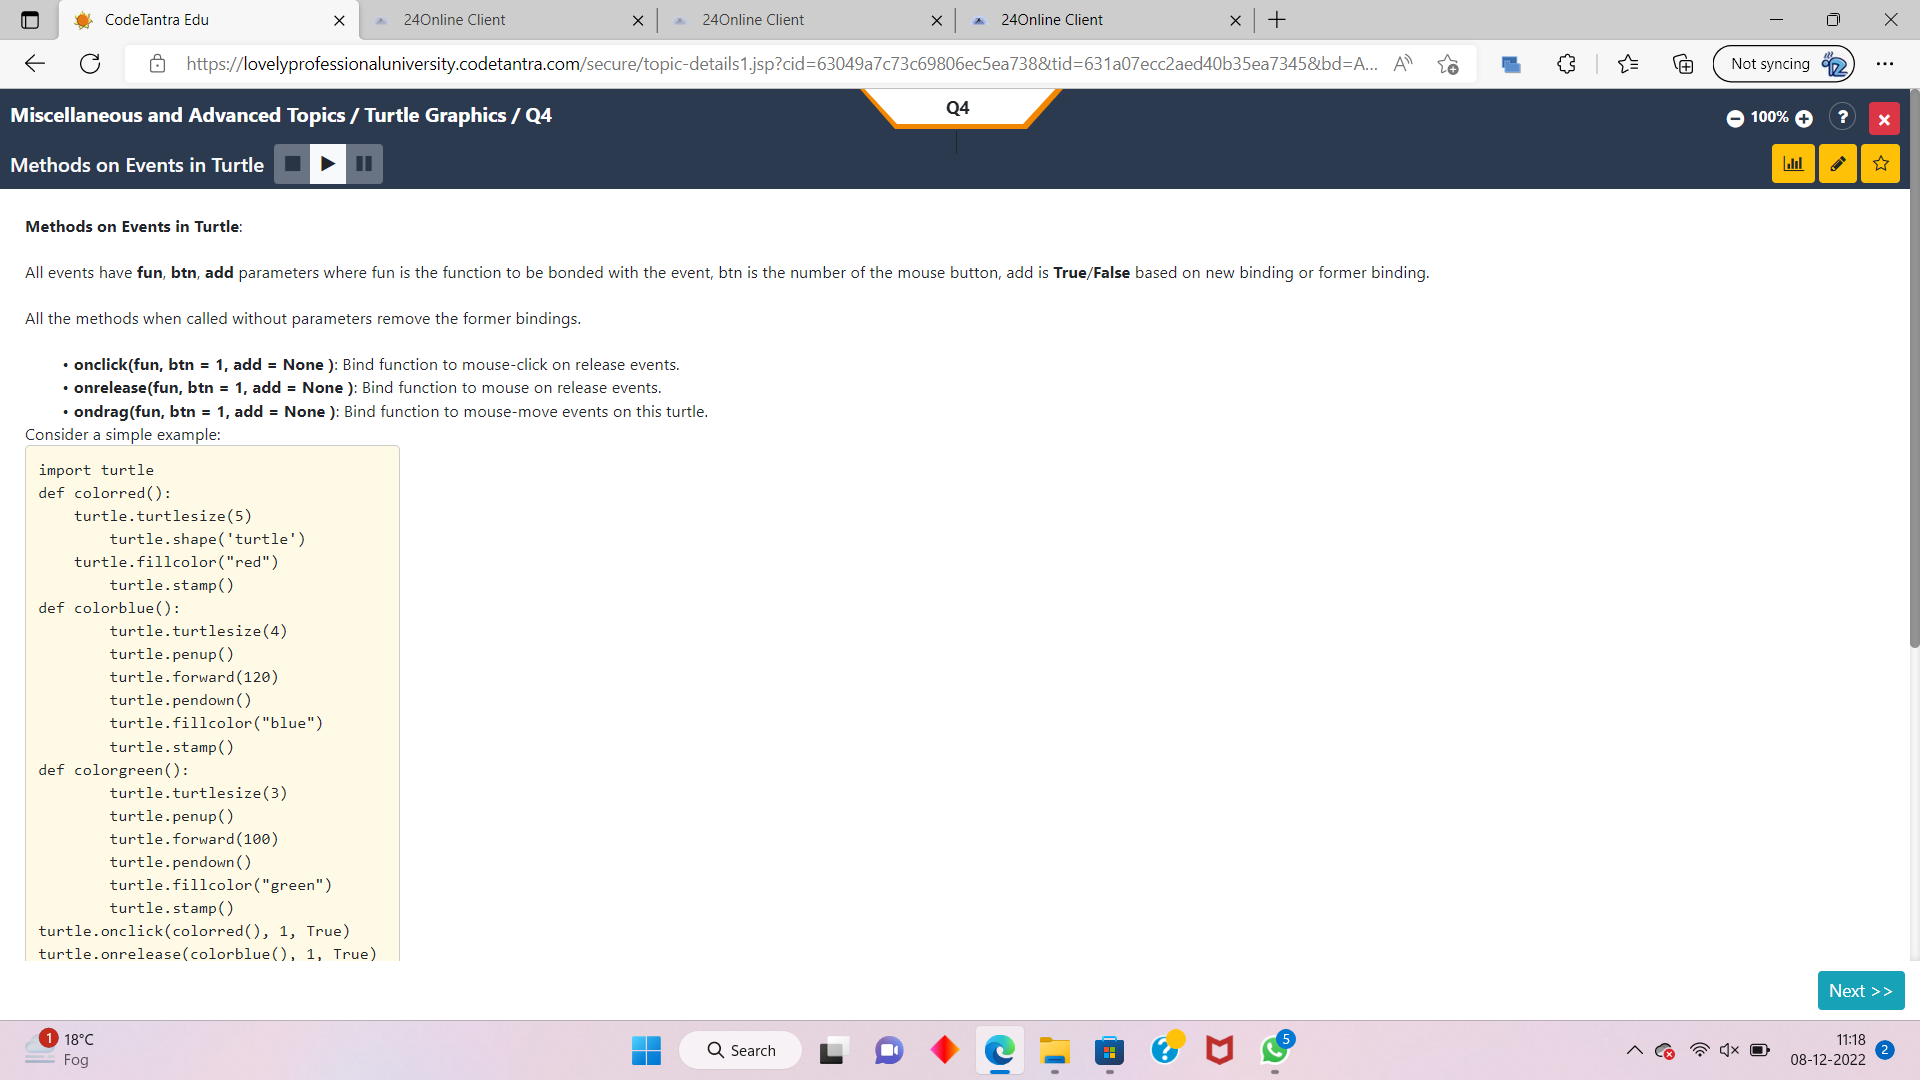 CodeTantra Edu
24Online Client
24Online Client
24Online Client
https://lovelyprofessionaluniversity.codetantra.com/secure/topic-details1.jsp?cid=63049a7c73c69806ec5ea738&tid=631a07ecc2aed40b35ea7345&bd=A...
Not syncing
Miscellaneous and Advanced Topics / Turtle Graphics / Q4
Q4
100%
?
Methods on Events in Turtle
Methods on Events in Turtle:
All events have fun, btn, add parameters where fun is the function to be bonded with the event, btn is the number of the mouse button, add is True/False based on new binding or former binding.
All the methods when called without parameters remove the former bindings.
• onclick(fun, btn = 1, add = None ): Bind function to mouse-click on release events.
• onrelease(fun, btn = 1, add = None ): Bind function to mouse on release events.
• ondrag(fun, btn = 1, add = None ): Bind function to mouse-move events on this turtle.
Consider a simple example:
import turtle
def colorred():
    turtle.turtlesize(5)
        turtle.shape('turtle')
    turtle.fillcolor("red")
        turtle.stamp()
def colorblue():
        turtle.turtlesize(4)
        turtle.penup()
        turtle.forward(120)
        turtle.pendown()
        turtle.fillcolor("blue")
        turtle.stamp()
def colorgreen():
        turtle.turtlesize(3)
        turtle.penup()
        turtle.forward(100)
        turtle.pendown()
        turtle.fillcolor("green")
        turtle.stamp()
turtle.onclick(colorred(), 1, True)
turtle.onrelease(colorblue(), 1, True)
Next >>
1
18°C
Fog
Search
5
11:18
08-12-2022
2